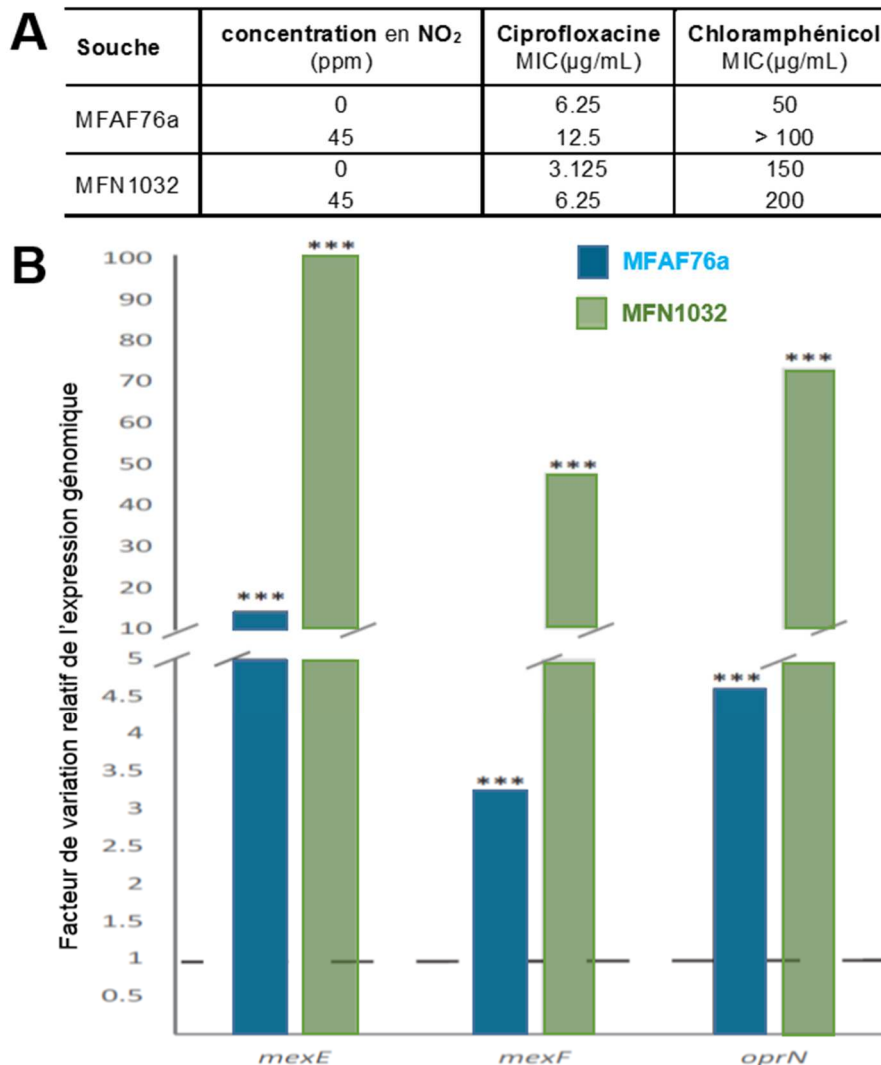 A
Souche
concentration en NO₂
(ppm)
Ciprofloxacine
MIC(µg/mL)
Chloramphénicol
MIC(µg/mL)
MFAF76a
0
6.25
50
45
12.5
> 100
MFN1032
0
3.125
150
45
6.25
200
B
MFAF76a
MFN1032
Facteur de variation relatif de l'expression génomique
100
90
80
70
60
50
40
30
20
10
5
4.5
4
3.5
3
2.5
2
1.5
1
0.5
***
***
***
***
***
***
mexE
mexF
oprN